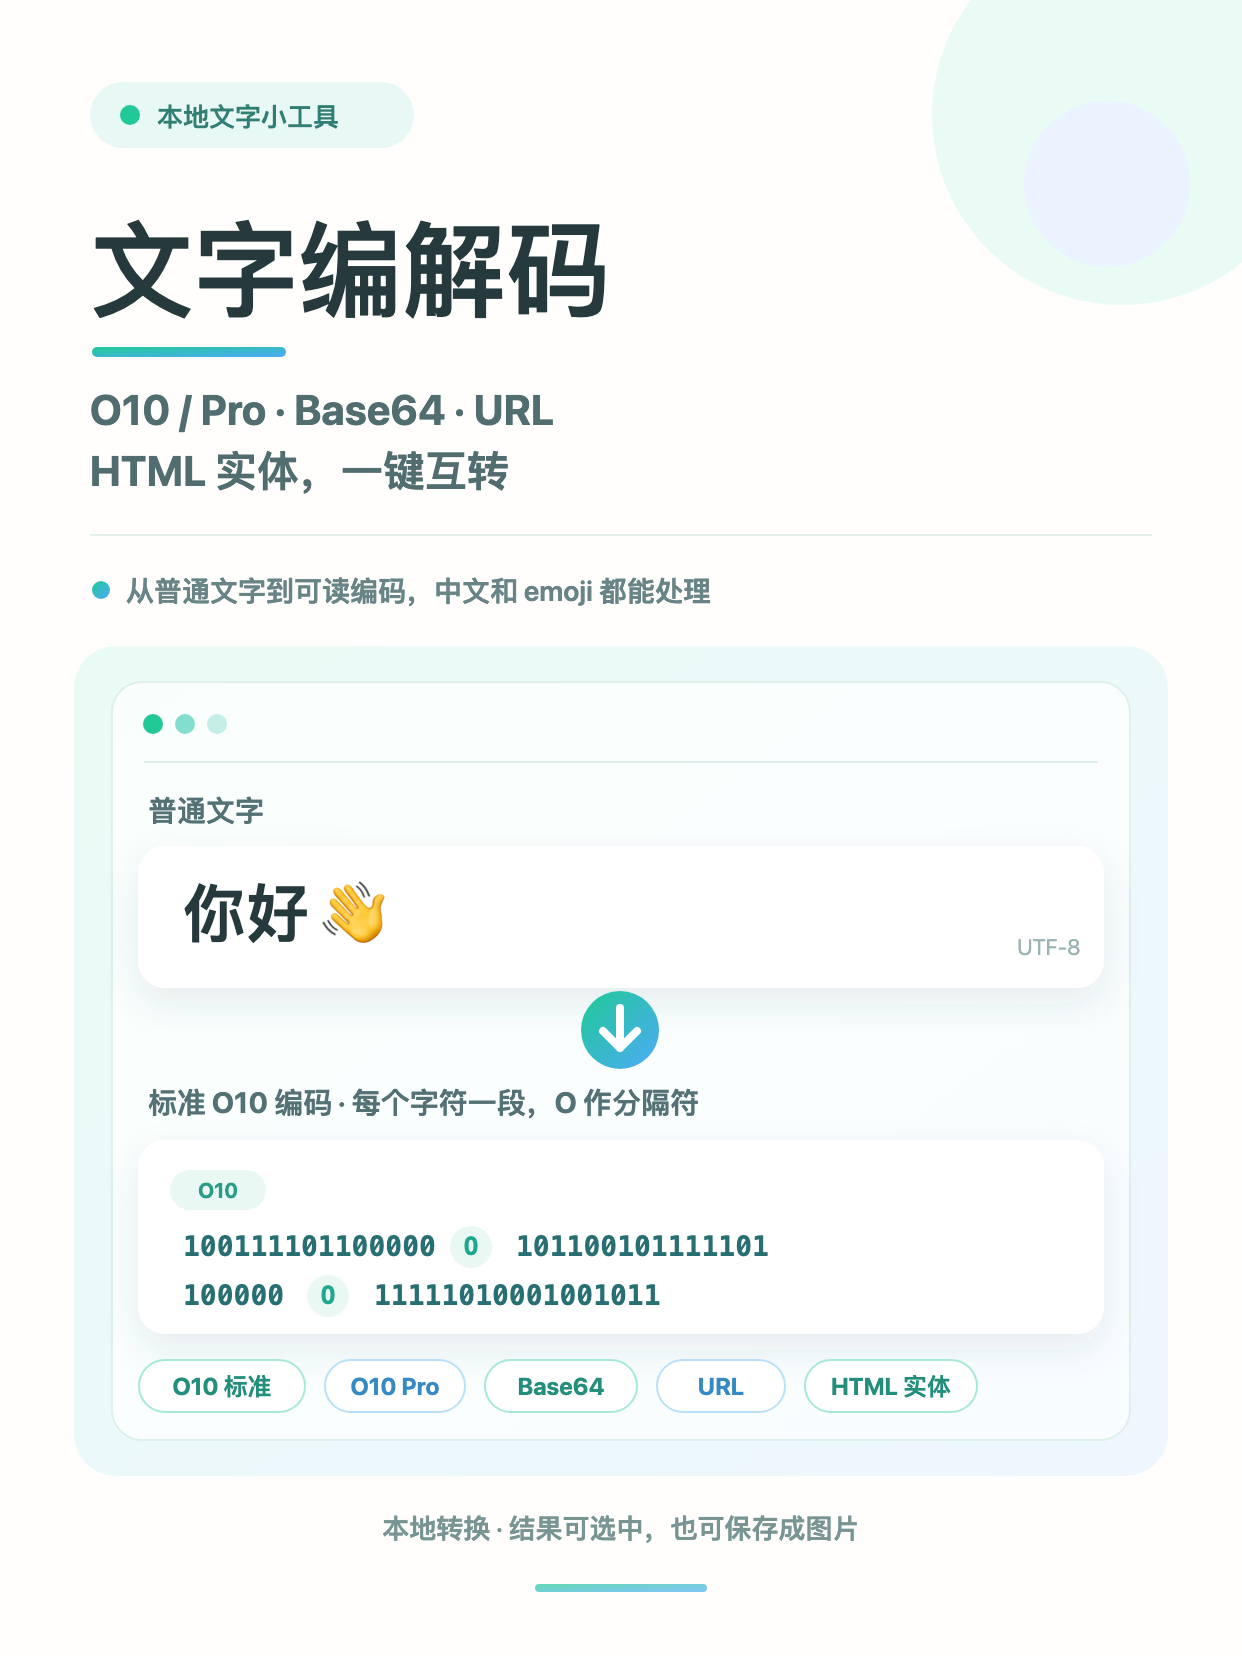 本地文字小工具
文字编解码
O10 / Pro · Base64 · URL
HTML 实体，一键互转
从普通文字到可读编码，中文和 emoji 都能处理
普通文字
你好 👋
UTF-8
标准 O10 编码 · 每个字符一段，O 作分隔符
O10
100111101100000 O 101100101111101
100000 O 11111010001001011
O10 标准
O10 Pro
Base64
URL
HTML 实体
本地转换 · 结果可选中，也可保存成图片